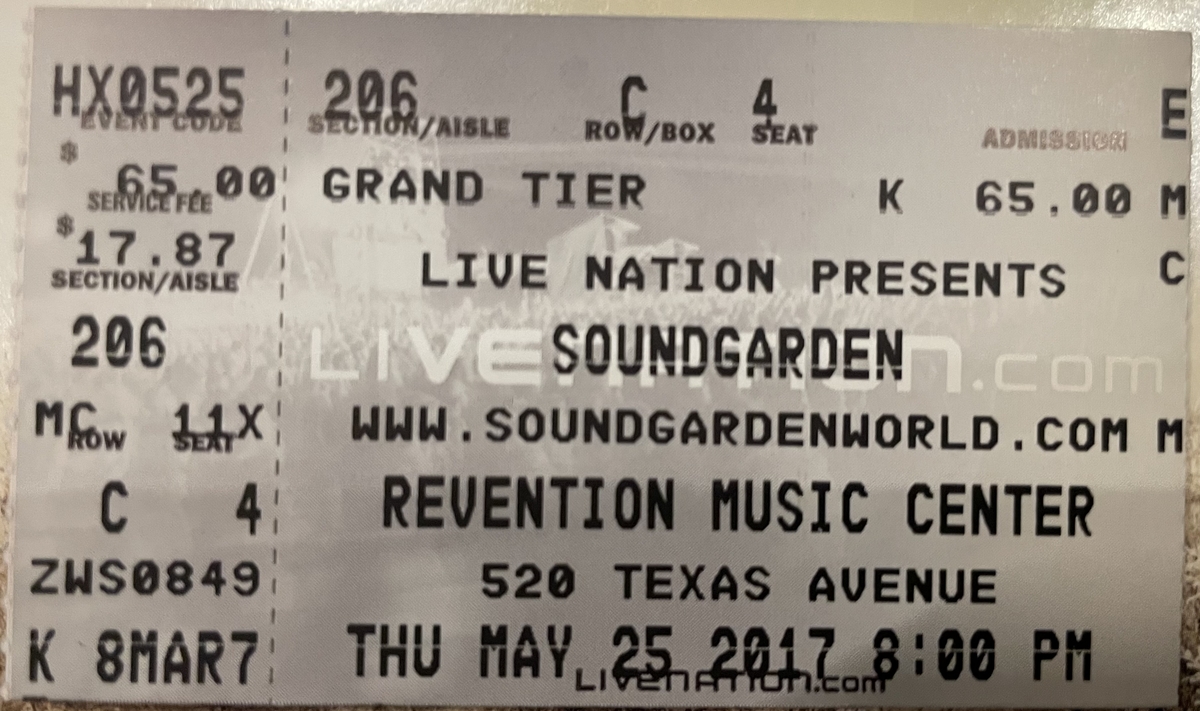 HX0525
EVENT CODE
$
65.00
SERVICE FEE
$
17.87
SECTION/AISLE
206
MC 11X
ROW SEAT
C 4
ZWS0849
K 8MAR7
206 C 4
SECTION/AISLE ROW/BOX SEAT
ADMISSION
GRAND TIER K 65.00
LIVE NATION PRESENTS
SOUNDGARDEN
LIVENATION.com
WWW.SOUNDGARDENWORLD.COM
REVENTION MUSIC CENTER
520 TEXAS AVENUE
THU MAY 25 2017 8:00 PM
LIVENATION.com
E
M
C
M